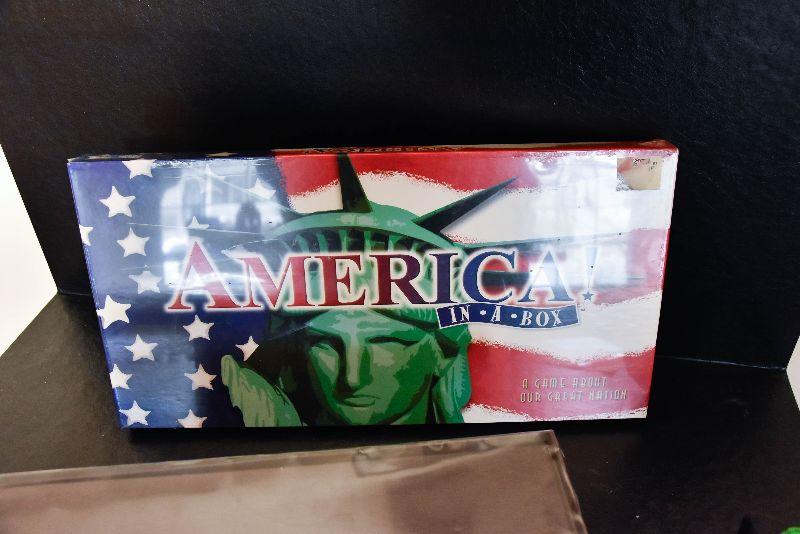 AMERICA!
IN • A • BOX
A GAME ABOUT
OUR GREAT NATION